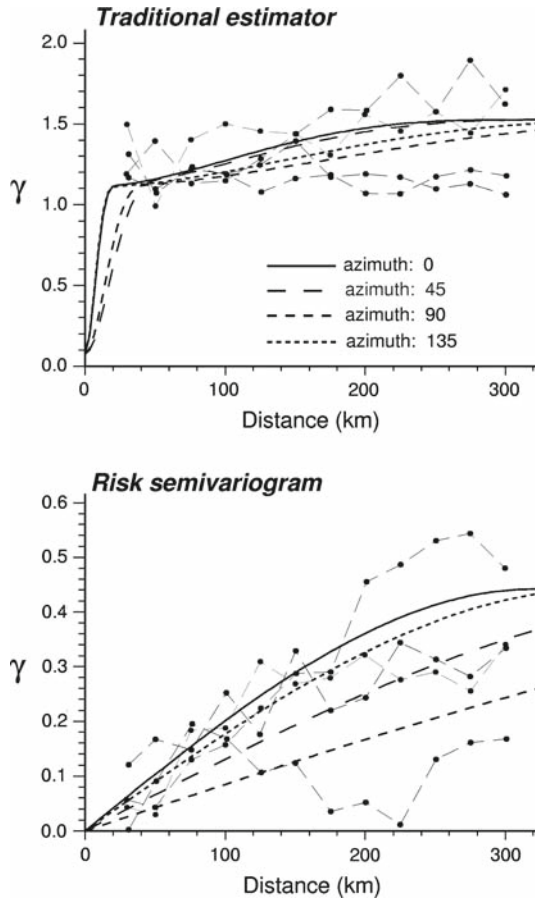 Traditional estimator
2.0
1.5
γ
1.0
azimuth: 0
azimuth: 45
0.5
azimuth: 90
azimuth: 135
0.0
0 100 200 300
Distance (km)
Risk semivariogram
0.6
0.5
0.4
γ
0.3
0.2
0.1
0.0
0 100 200 300
Distance (km)